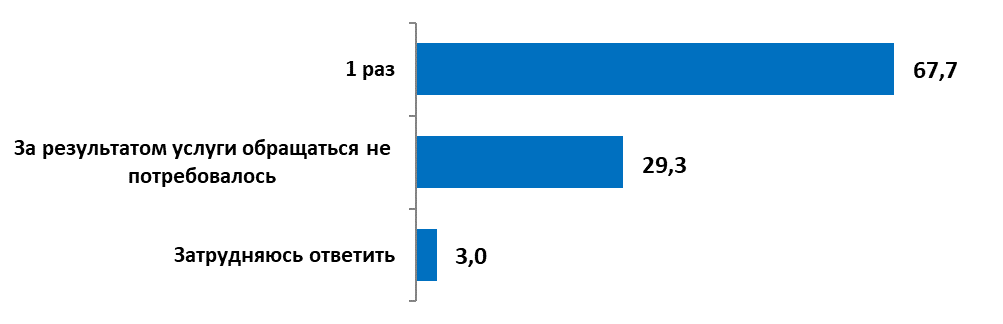 1 раз
67,7
За результатом услуги обращаться не
потребовалось
29,3
Затрудняюсь ответить
3,0